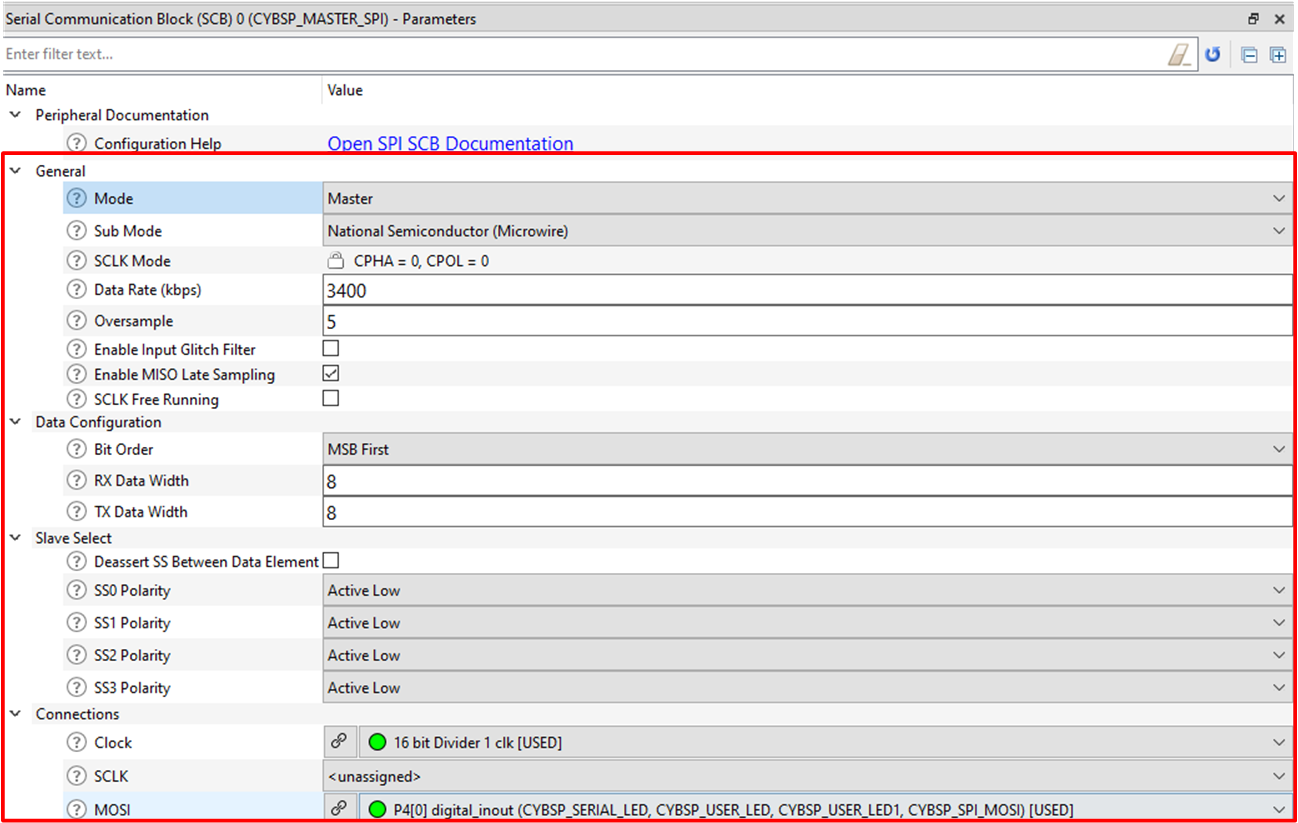 Serial Communication Block (SCB) 0 (CYBSP_MASTER_SPI) - Parameters
Enter filter text...
Name Value
Peripheral Documentation
Configuration Help Open SPI SCB Documentation
General
Mode Master
Sub Mode National Semiconductor (Microwire)
SCLK Mode CPHA = 0, CPOL = 0
Data Rate (kbps) 3400
Oversample 5
Enable Input Glitch Filter
Enable MISO Late Sampling
SCLK Free Running
Data Configuration
Bit Order MSB First
RX Data Width 8
TX Data Width 8
Slave Select
Deassert SS Between Data Element
SS0 Polarity Active Low
SS1 Polarity Active Low
SS2 Polarity Active Low
SS3 Polarity Active Low
Connections
Clock 16 bit Divider 1 clk [USED]
SCLK <unassigned>
MOSI P4[0] digital_inout (CYBSP_SERIAL_LED, CYBSP_USER_LED, CYBSP_USER_LED1, CYBSP_SPI_MOSI) [USED]